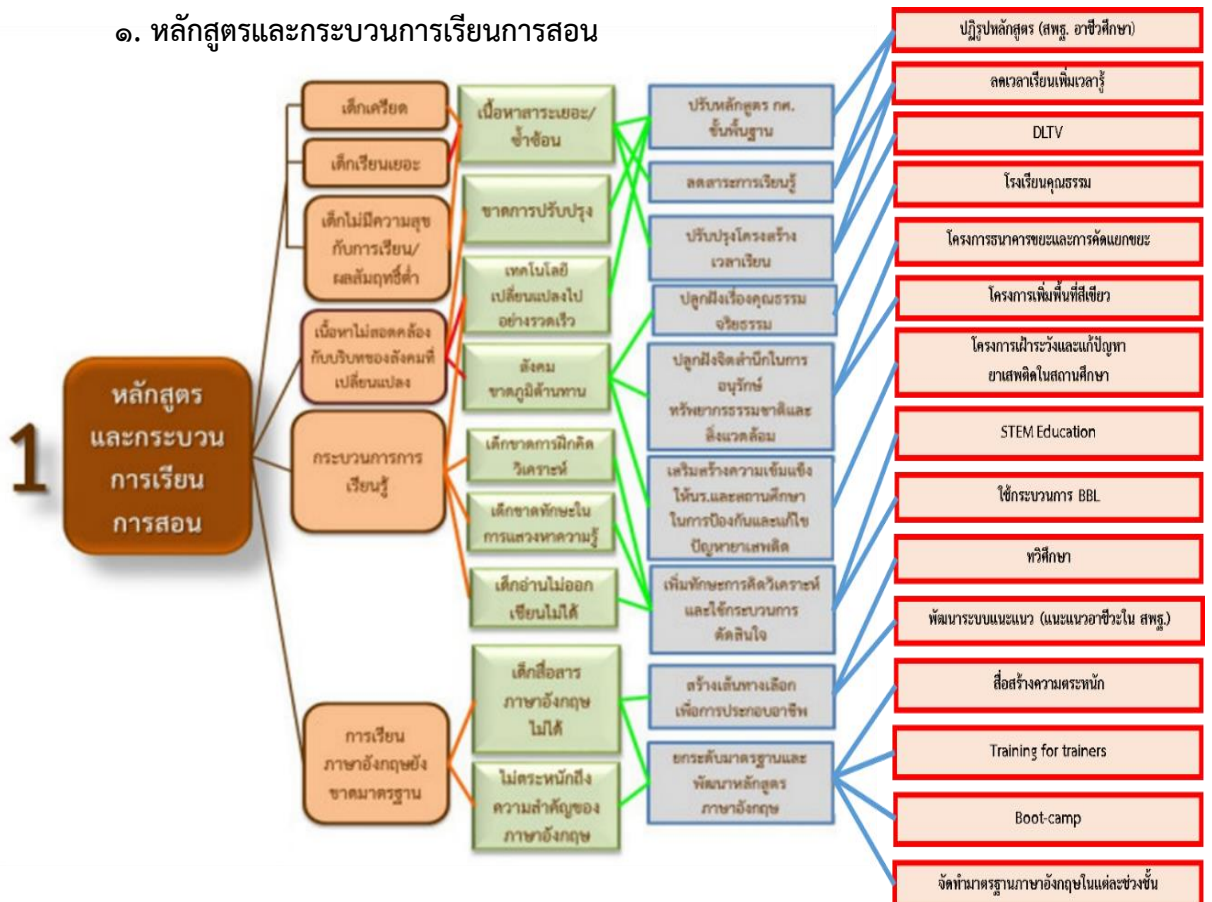 ๑. หลักสูตรและกระบวนการเรียนการสอน
1
หลักสูตร
และกระบวน
การเรียน
การสอน
เด็กเครียด
เด็กเรียนเยอะ
เด็กไม่มีความสุข
กับการเรียน/
ผลสัมฤทธิ์ต่ำ
เนื้อหาไม่สอดคล้อง
กับบริบทของสังคมที่
เปลี่ยนแปลง
กระบวนการการ
เรียนรู้
การเรียน
ภาษาอังกฤษยัง
ขาดมาตรฐาน
เนื้อหาสาระเยอะ/
ซ้ำซ้อน
ขาดการปรับปรุง
เทคโนโลยี
เปลี่ยนแปลงไป
อย่างรวดเร็ว
สังคม
ขาดภูมิต้านทาน
เด็กขาดการฝึกคิด
วิเคราะห์
เด็กขาดทักษะใน
การแสวงหาความรู้
เด็กอ่านไม่ออก
เขียนไม่ได้
เด็กสื่อสาร
ภาษาอังกฤษ
ไม่ได้
ไม่ตระหนักถึง
ความสำคัญของ
ภาษาอังกฤษ
ปรับหลักสูตร กศ.
ขั้นพื้นฐาน
ลดสาระการเรียนรู้
ปรับปรุงโครงสร้าง
เวลาเรียน
ปลูกฝังเรื่องคุณธรรม
จริยธรรม
ปลูกฝังจิตสำนึกในการ
อนุรักษ์
ทรัพยากรธรรมชาติและ
สิ่งแวดล้อม
เสริมสร้างความเข้มแข็ง
ให้นร.และสถานศึกษา
ในการป้องกันและแก้ไข
ปัญหายาเสพติด
เพิ่มทักษะการคิดวิเคราะห์
และใช้กระบวนการ
ตัดสินใจ
สร้างเส้นทางเลือก
เพื่อการประกอบอาชีพ
ยกระดับมาตรฐานและ
พัฒนาหลักสูตร
ภาษาอังกฤษ
ปฏิรูปหลักสูตร (สพฐ. อาชีวศึกษา)
ลดเวลาเรียนเพิ่มเวลารู้
DLTV
โรงเรียนคุณธรรม
โครงการธนาคารขยะและการคัดแยกขยะ
โครงการเพิ่มพื้นที่สีเขียว
โครงการเฝ้าระวังและแก้ปัญหา
ยาเสพติดในสถานศึกษา
STEM Education
ใช้กระบวนการ BBL
ทวิศึกษา
พัฒนาระบบแนะแนว (แนะแนวอาชีวะใน สพฐ.)
สื่อสร้างความตระหนัก
Training for trainers
Boot-camp
จัดทำมาตรฐานภาษาอังกฤษในแต่ละช่วงชั้น